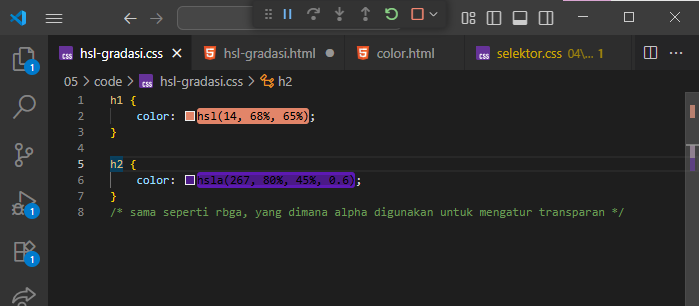 hsl-gradasi.css
hsl-gradasi.html
color.html
selektor.css 04\... 1
05 > code > hsl-gradasi.css > h2
1 h1 {
2 color: hsl(14, 68%, 65%);
3 }
4
5 h2 {
6 color: hsla(267, 80%, 45%, 0.6);
7 }
8 /* sama seperti rbga, yang dimana alpha digunakan untuk mengatur transparan */
1
1
1